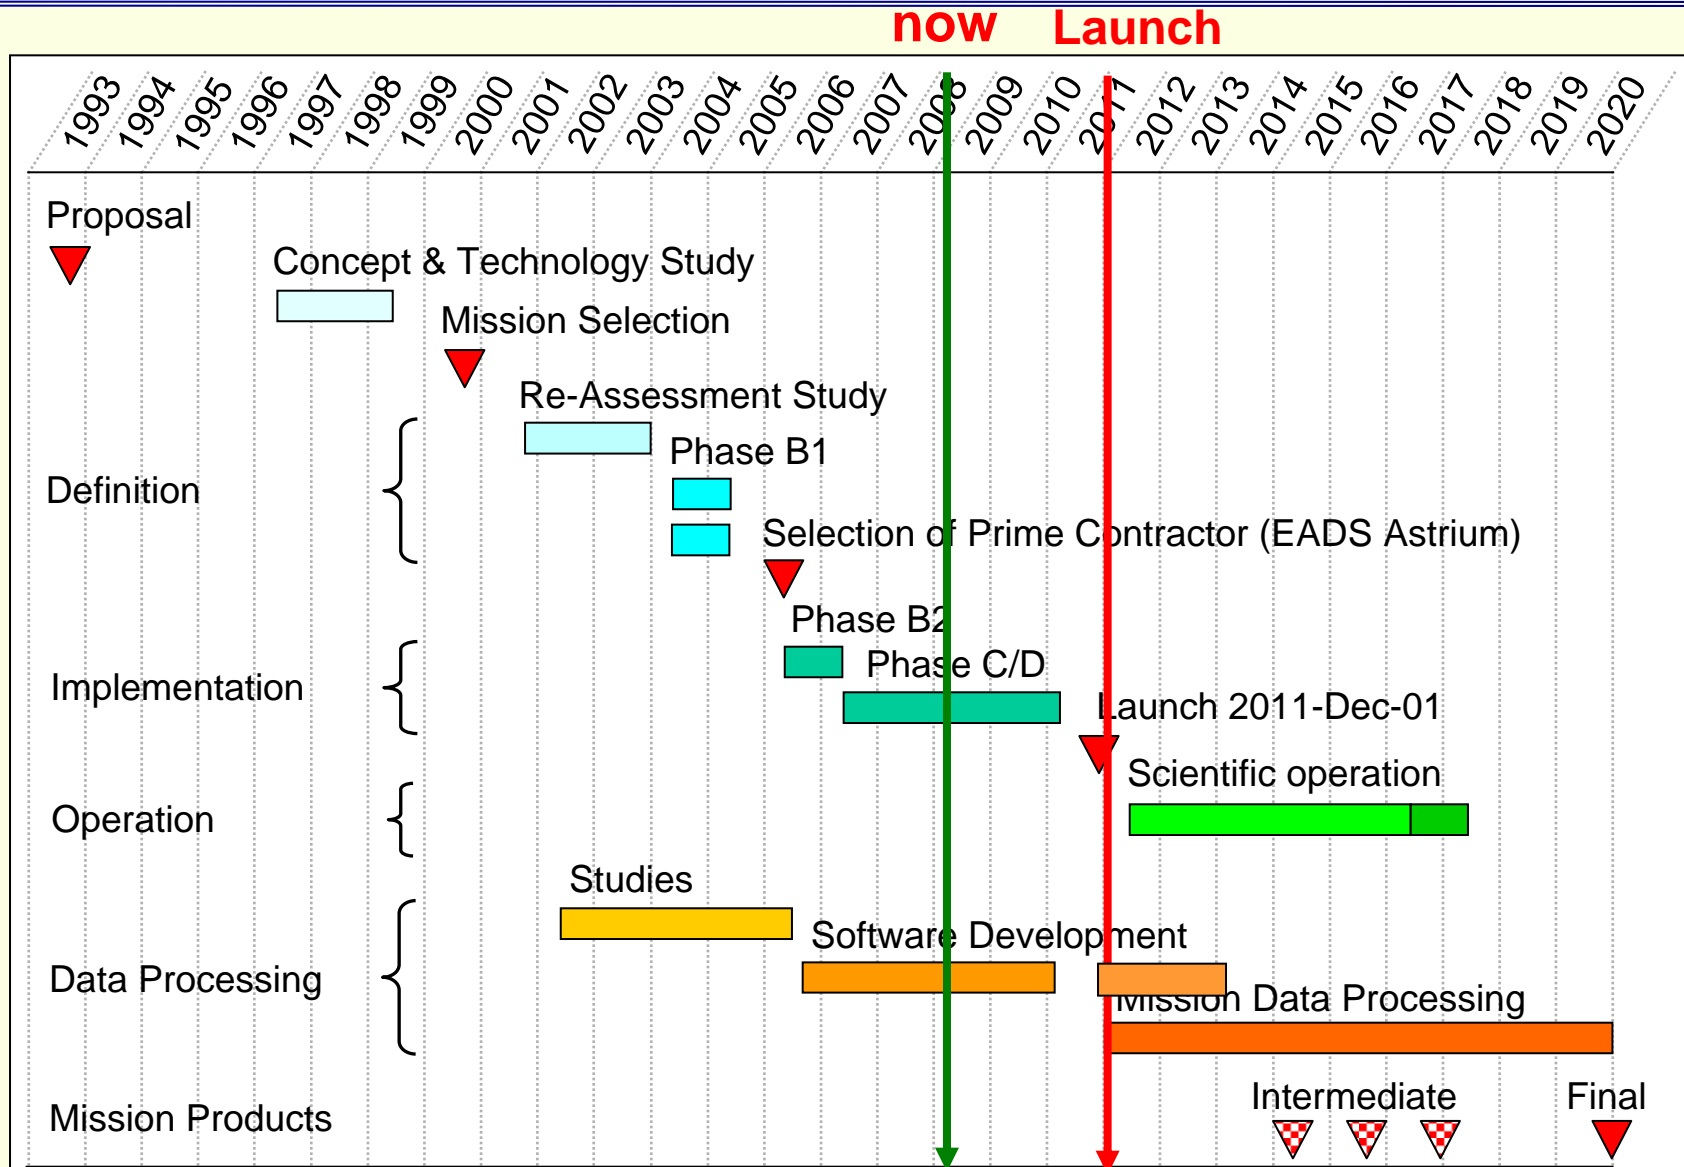 now Launch
1993 1994 1995 1996 1997 1998 1999 2000 2001 2002 2003 2004 2005 2006 2007 2008 2009 2010 2011 2012 2013 2014 2015 2016 2017 2018 2019 2020
Proposal
Concept & Technology Study
Mission Selection
Re-Assessment Study
Phase B1
Definition
Selection of Prime Contractor (EADS Astrium)
Phase B2
Phase C/D
Implementation
Launch 2011-Dec-01
Scientific operation
Operation
Studies
Software Development
Data Processing
Mission Data Processing
Intermediate Final
Mission Products